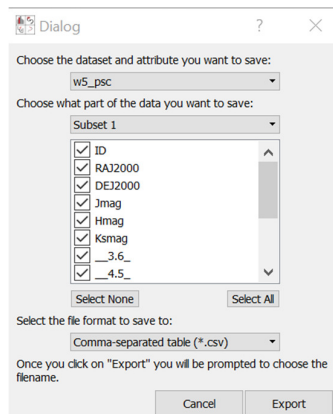 Dialog
Choose the dataset and attribute you want to save:
w5_psc
Choose what part of the data you want to save:
Subset 1
ID
RAJ2000
DEJ2000
Jmag
Hmag
Ksmag
__3.6_
__4.5_
Select None Select All
Select the file format to save to:
Comma-separated table (*.csv)
Once you click on "Export" you will be prompted to choose the
filename.
Cancel Export